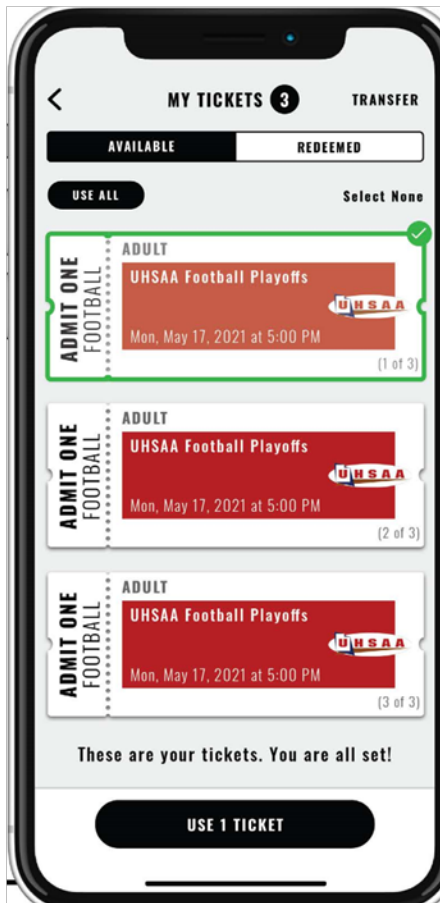 MY TICKETS 3 TRANSFER
AVAILABLE REDEEMED
USE ALL Select None
ADMIT ONE
FOOTBALL
ADULT
UHSAA Football Playoffs
UHSAA
Mon, May 17, 2021 at 5:00 PM
(1 of 3)
ADMIT ONE
FOOTBALL
ADULT
UHSAA Football Playoffs
UHSAA
Mon, May 17, 2021 at 5:00 PM
(2 of 3)
ADMIT ONE
FOOTBALL
ADULT
UHSAA Football Playoffs
UHSAA
Mon, May 17, 2021 at 5:00 PM
(3 of 3)
These are your tickets. You are all set!
USE 1 TICKET